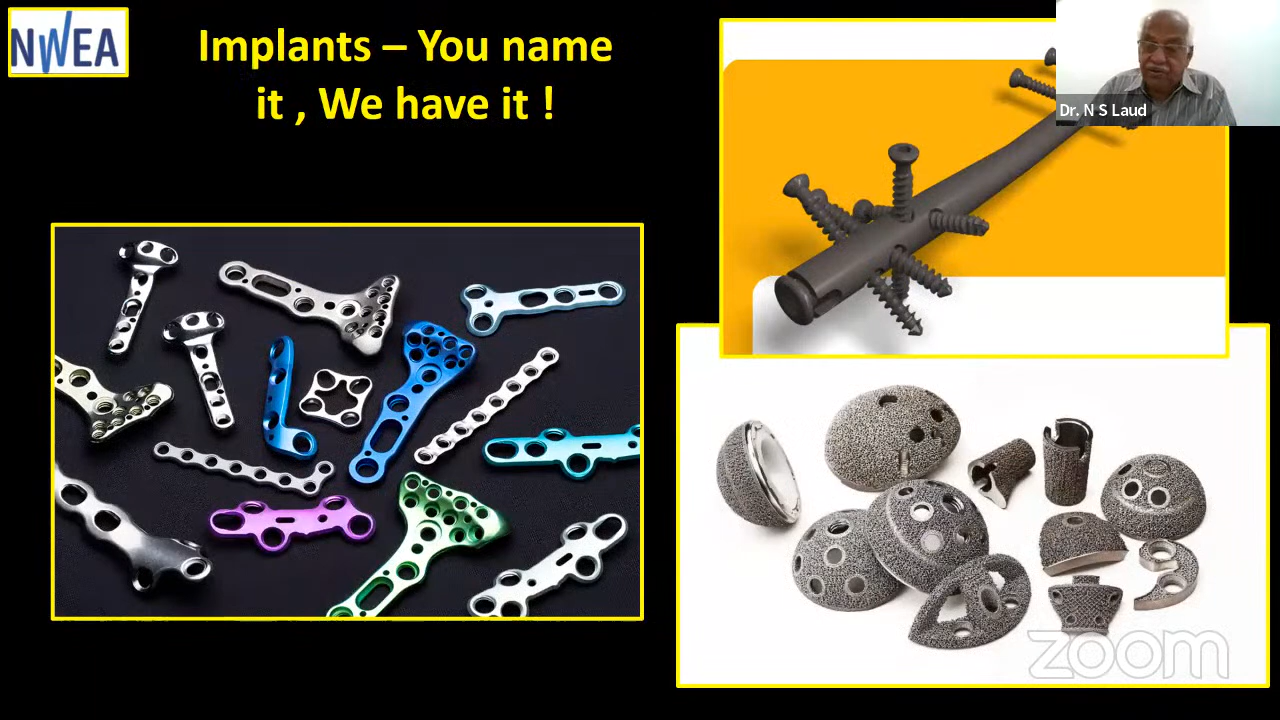 NWEA
Implants – You name
it , We have it !
Dr. N S Laud
zoom